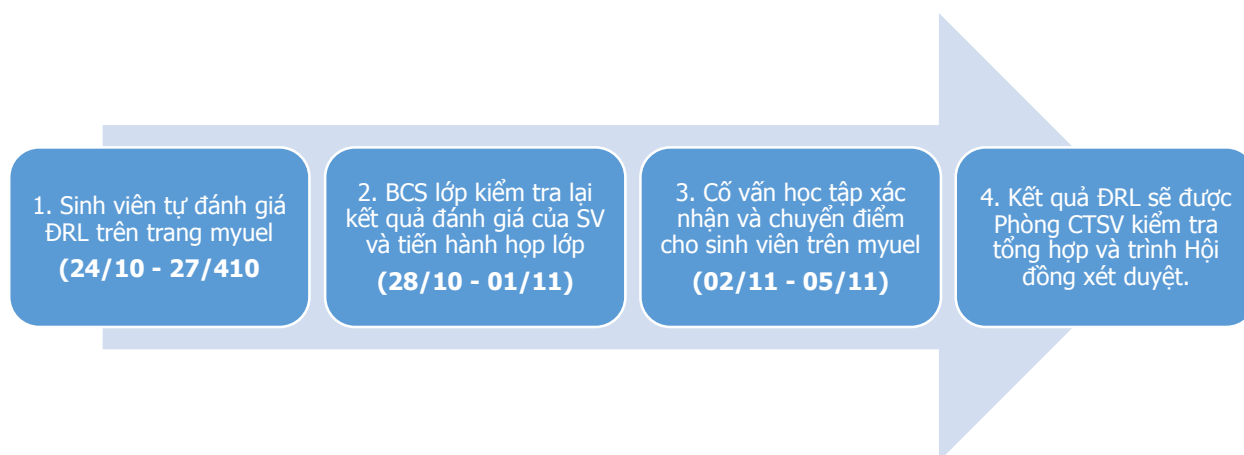 1. Sinh viên tự đánh giá
ĐRL trên trang myuel
(24/10 - 27/410
2. BCS lớp kiểm tra lại
kết quả đánh giá của SV
và tiến hành họp lớp
(28/10 - 01/11)
3. Cố vấn học tập xác
nhận và chuyển điểm
cho sinh viên trên myuel
(02/11 - 05/11)
4. Kết quả ĐRL sẽ được
Phòng CTSV kiểm tra
tổng hợp và trình Hội
đồng xét duyệt.